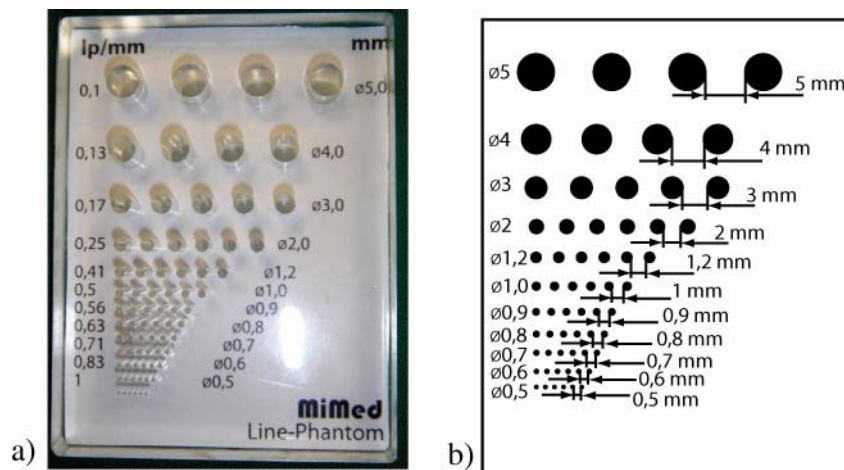 lp/mm mm
0,1 ø5,0
0,13 ø4,0
0,17 ø3,0
0,25 ø2,0
0,41 ø1,2
0,5 ø1,0
0,56 ø0,9
0,63 ø0,8
0,71 ø0,7
0,83 ø0,6
1 ø0,5
MiMed
Line-Phantom
a)
ø5 5 mm
ø4 4 mm
ø3 3 mm
ø2 2 mm
ø1,2 1,2 mm
ø1,0 1 mm
ø0,9 0,9 mm
ø0,8 0,8 mm
ø0,7 0,7 mm
ø0,6 0,6 mm
ø0,5 0,5 mm
b)